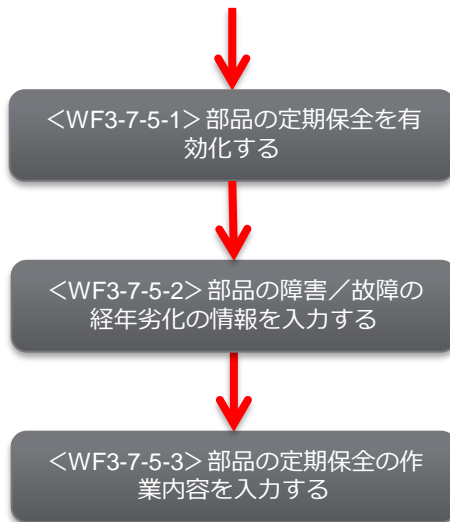 ＜WF3-7-5-1＞部品の定期保全を有
効化する
＜WF3-7-5-2＞部品の障害／故障の
経年劣化の情報を入力する
＜WF3-7-5-3＞部品の定期保全の作
業内容を入力する